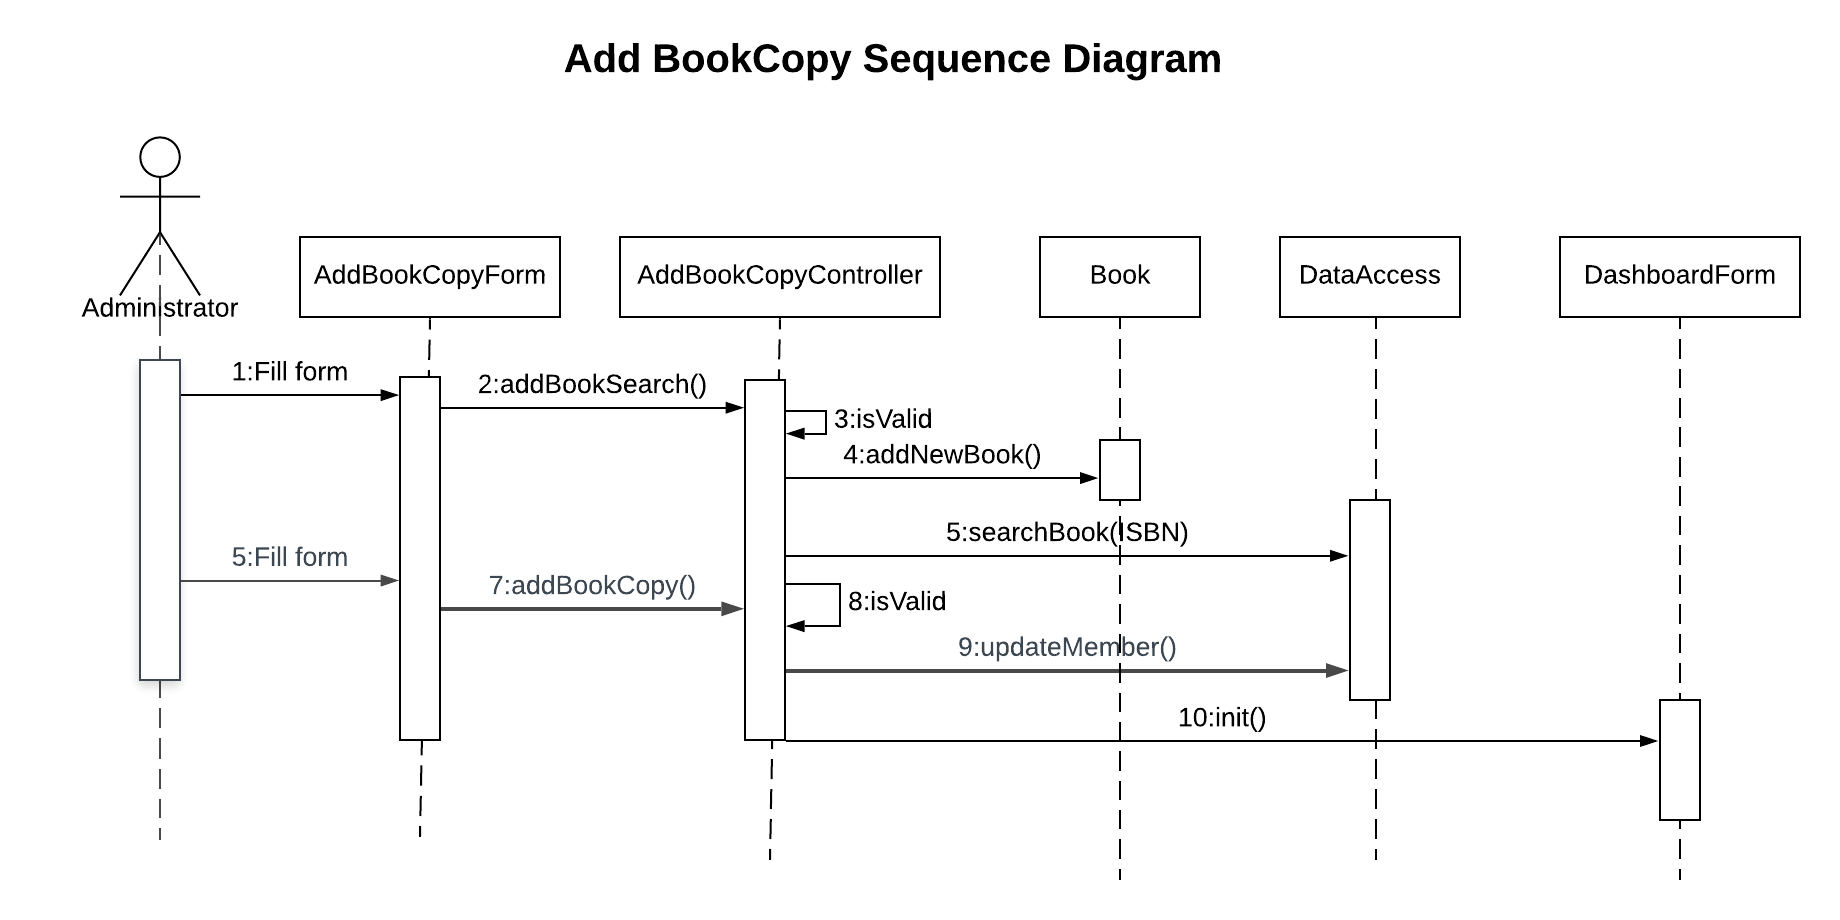 Add BookCopy Sequence Diagram
Administrator
AddBookCopyForm
AddBookCopyController
Book
DataAccess
DashboardForm
1:Fill form
2:addBookSearch()
3:isValid
4:addNewBook()
5:searchBook(ISBN)
5:Fill form
7:addBookCopy()
8:isValid
9:updateMember()
10:init()